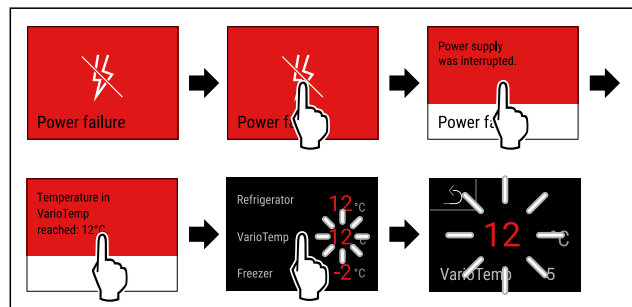 Power failure
Power fa
Power supply
was interrupted.
Power fa
Temperature in
VarioTemp
reached: 12°C
Refrigerator 12°C
VarioTemp 12°C
Freezer -2°C
12 °C
VarioTemp 5